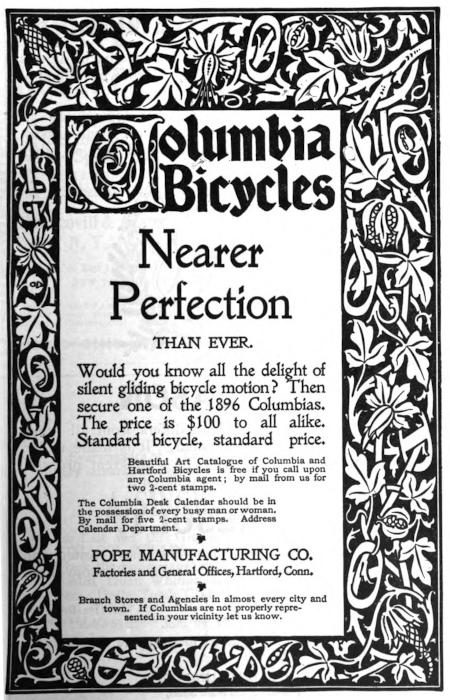 Columbia
Bicycles
Nearer
Perfection
THAN EVER.
Would you know all the delight of
silent gliding bicycle motion? Then
secure one of the 1896 Columbias.
The price is $100 to all alike.
Standard bicycle, standard price.
Beautiful Art Catalogue of Columbia and
Hartford Bicycles is free if you call upon
any Columbia agent; by mail from us for
two 2-cent stamps.
The Columbia Desk Calendar should be in
the possession of every busy man or woman.
By mail for five 2-cent stamps. Address
Calendar Department.
POPE MANUFACTURING CO.
Factories and General Offices, Hartford, Conn.
Branch Stores and Agencies in almost every city and
town. If Columbias are not properly repre-
sented in your vicinity let us know.